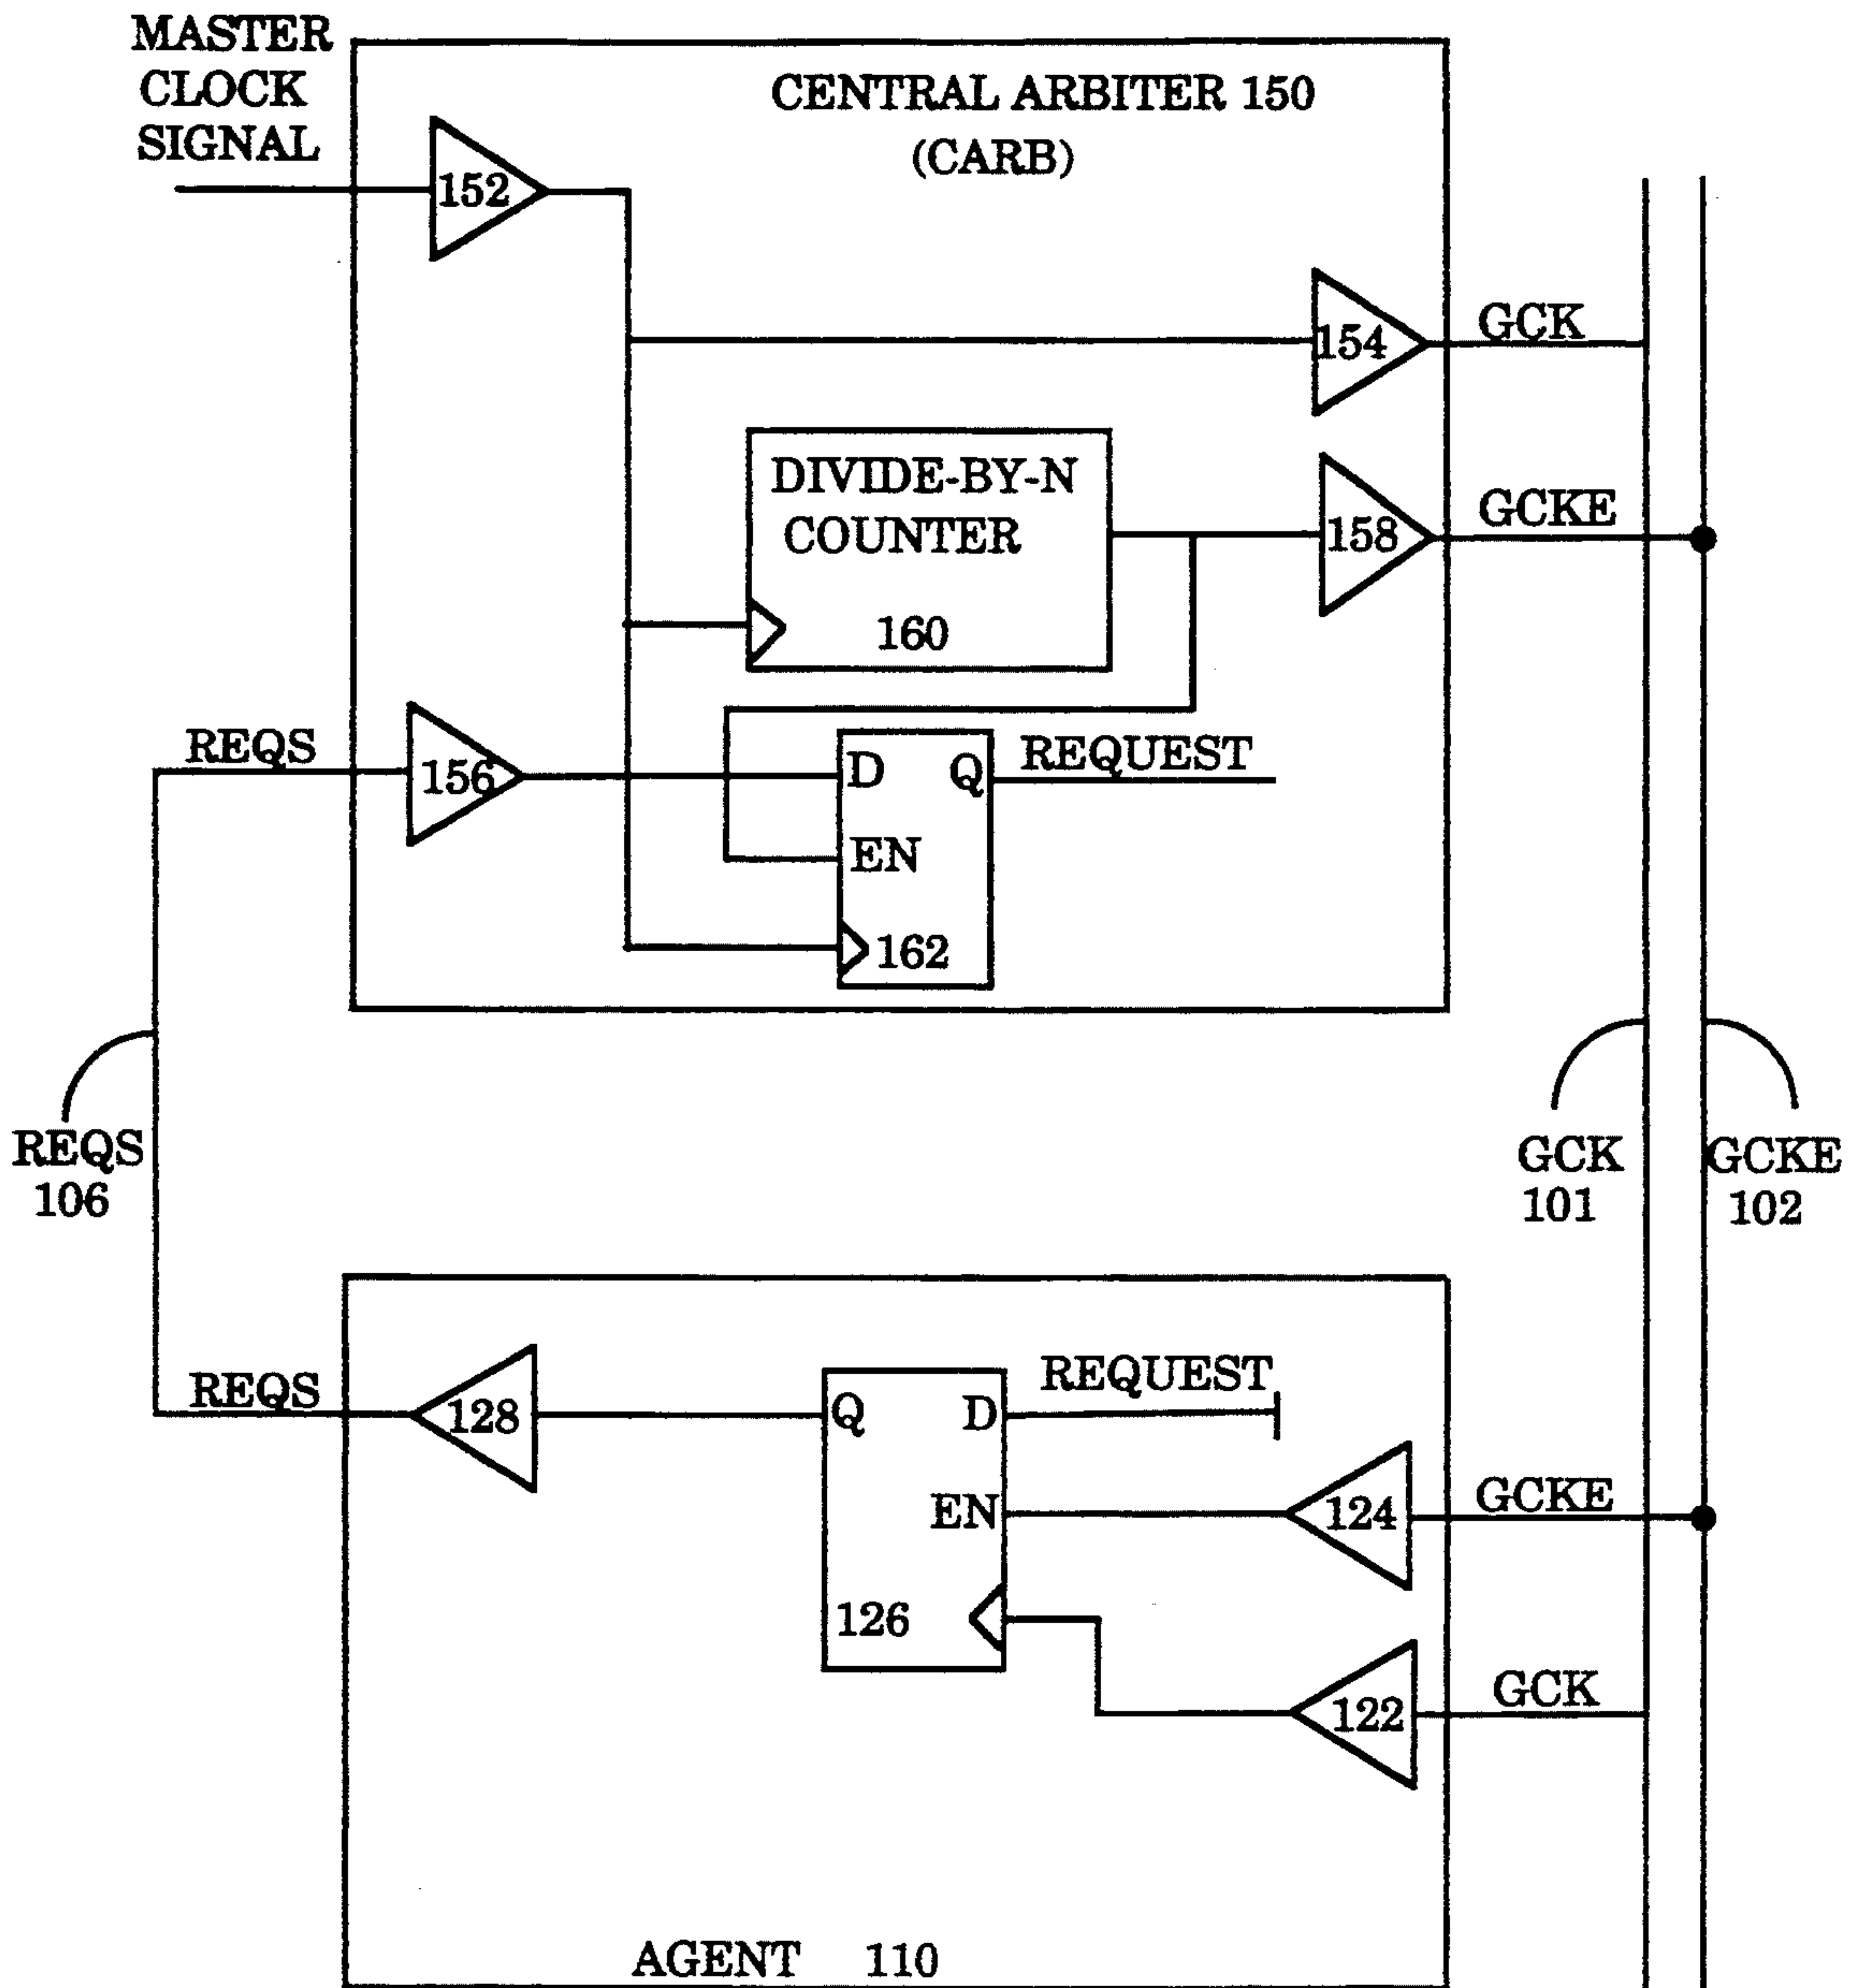 MASTER
CLOCK
SIGNAL
CENTRAL ARBITER 150
(CARB)
152
154
GCK
DIVIDE-BY-N
COUNTER
160
158
GCKE
REQS
156
D
Q
REQUEST
EN
162
REQS
106
GCK
101
GCKE
102
REQS
128
Q
D
REQUEST
EN
124
GCKE
126
122
GCK
AGENT 110